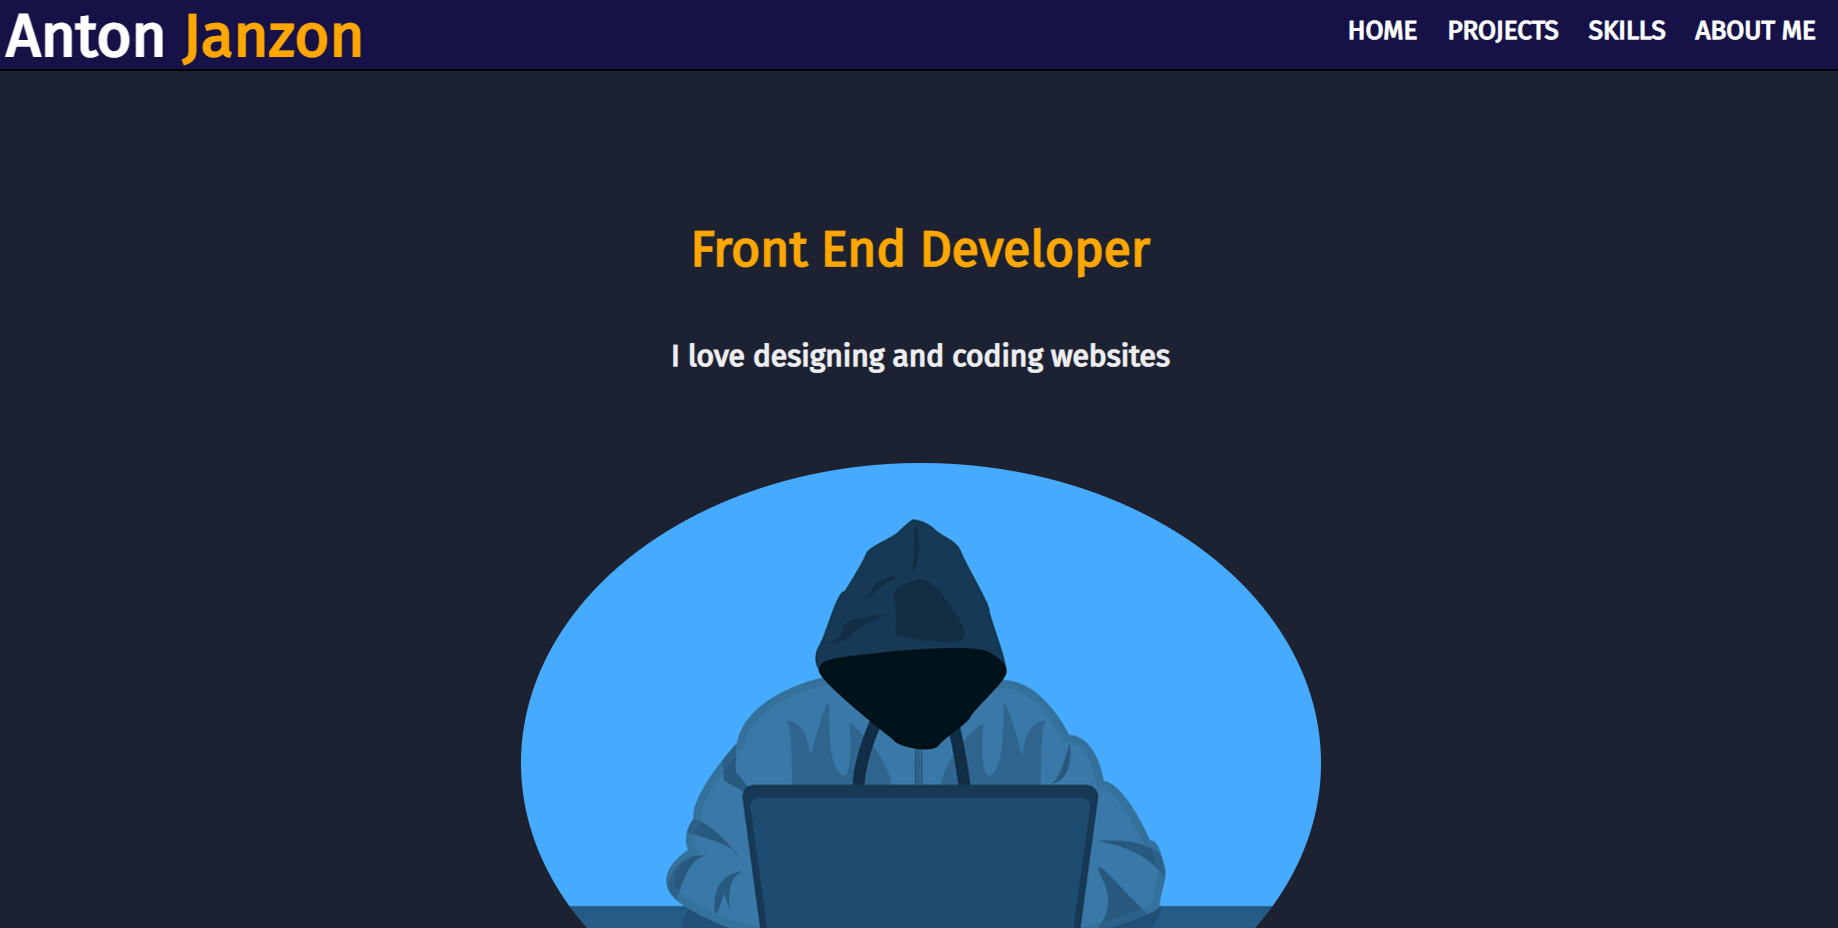 Anton Janzon
HOME PROJECTS SKILLS ABOUT ME
Front End Developer
I love designing and coding websites